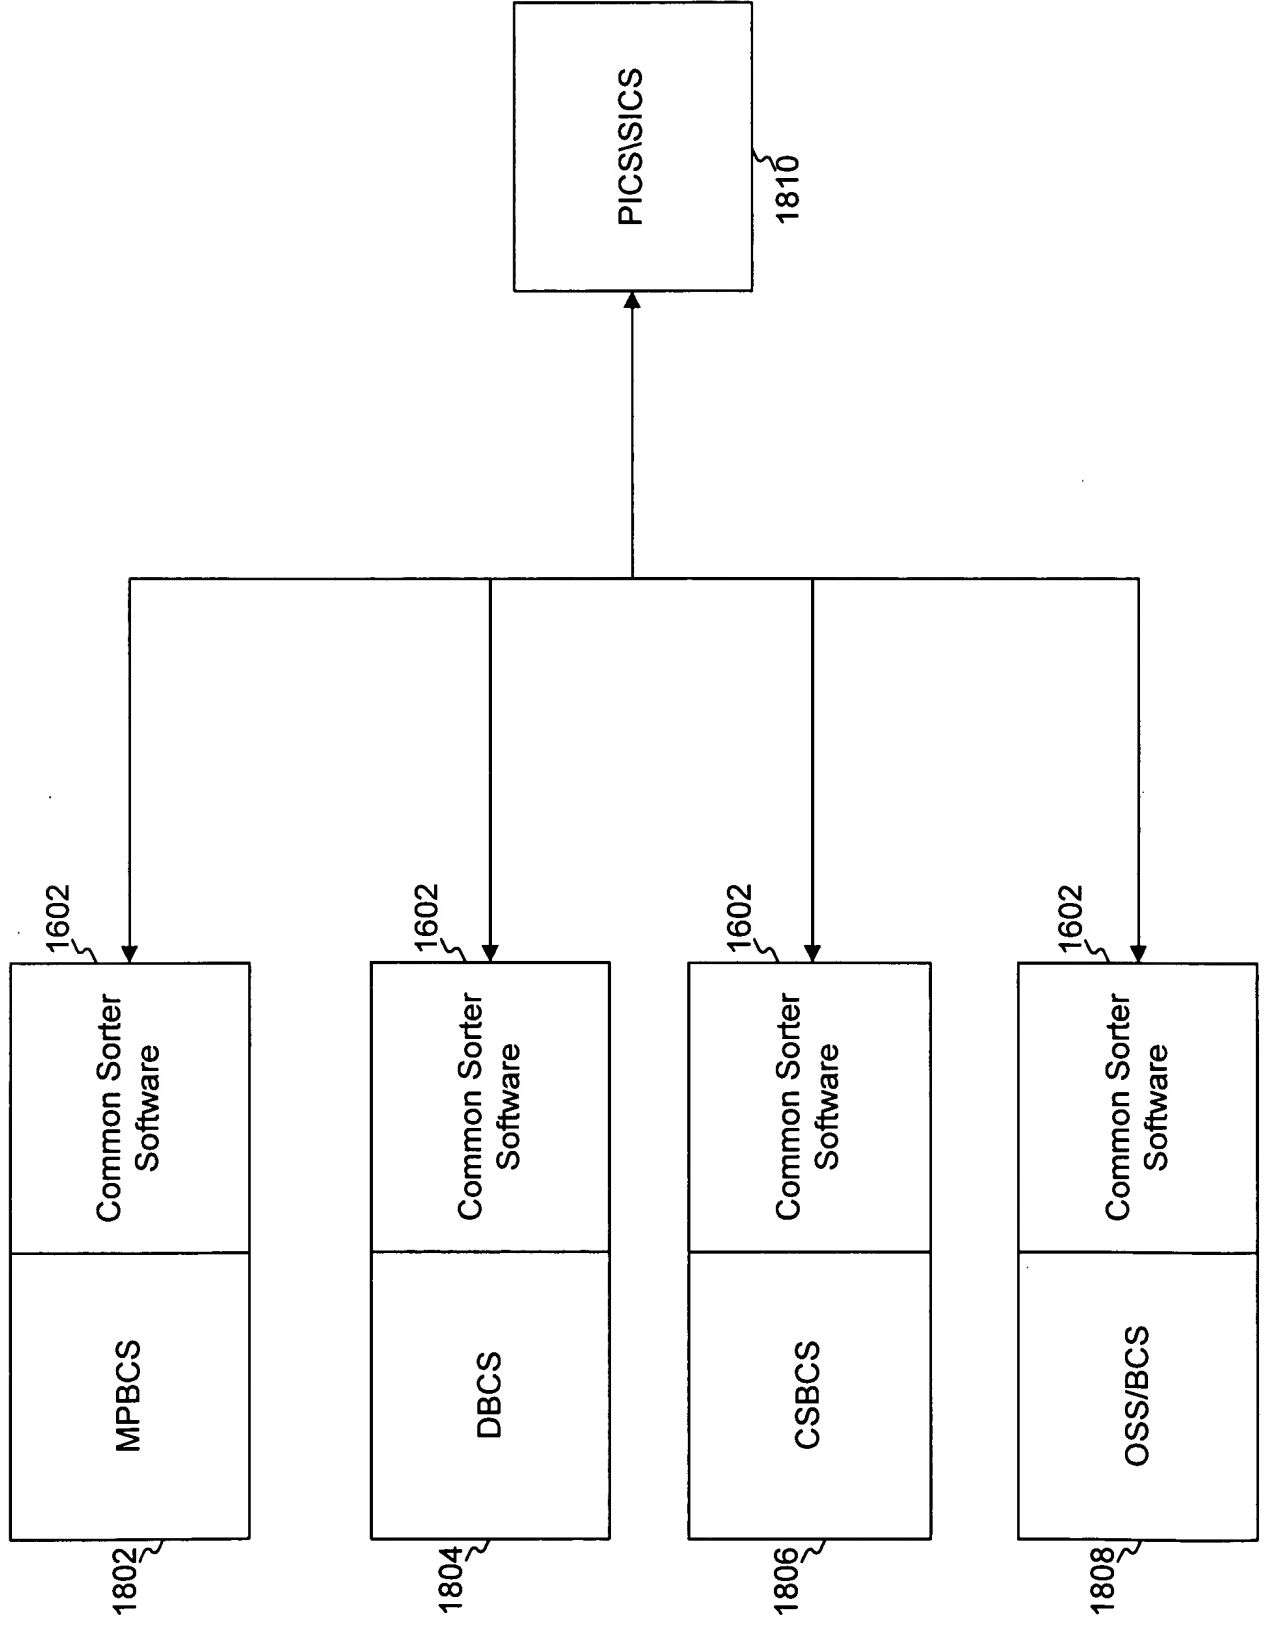 1802
MPBCS
Common Sorter
Software
1602
1804
DBCS
Common Sorter
Software
1602
1806
CSBCS
Common Sorter
Software
1602
1808
OSS/BCS
Common Sorter
Software
1602
PICS\SICS
1810